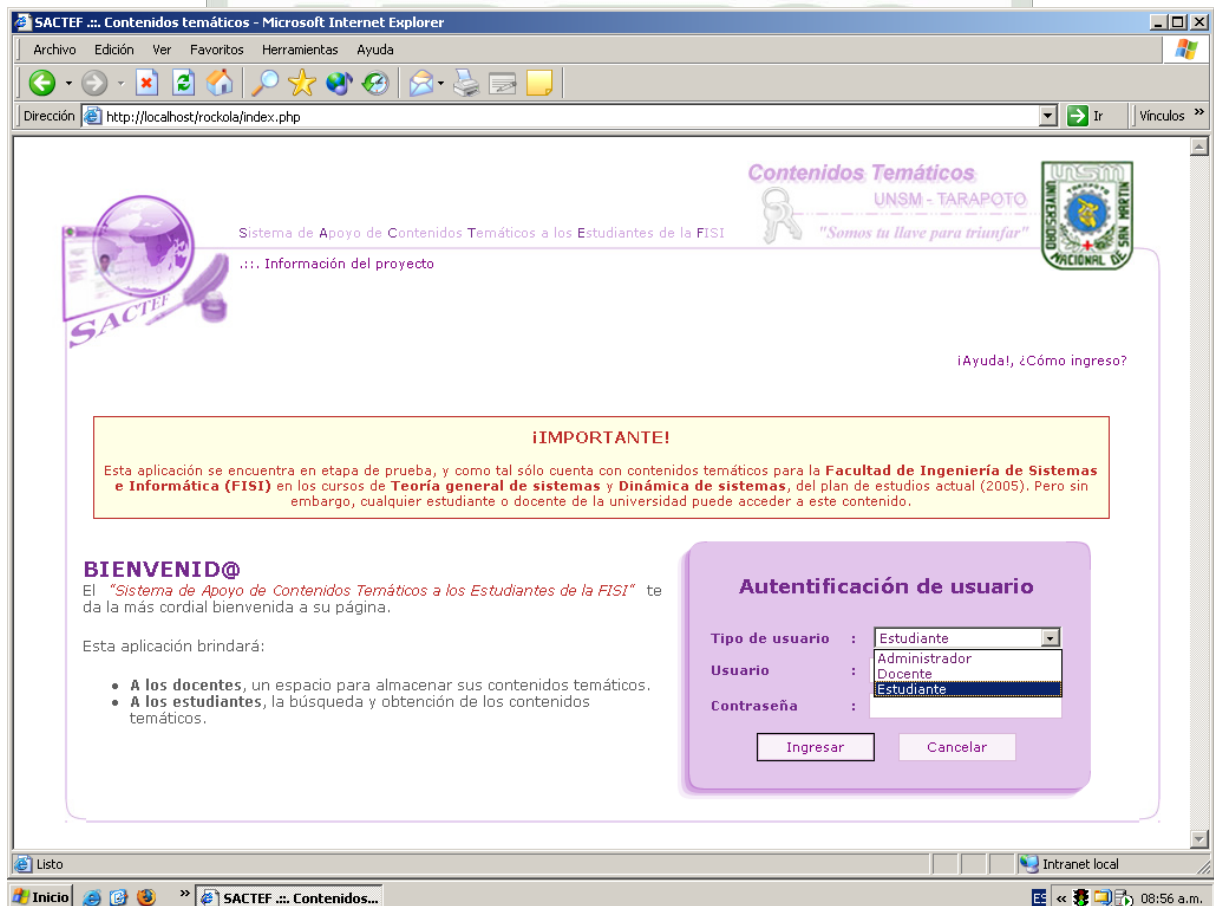 SACTEF .::. Contenidos temáticos - Microsoft Internet Explorer
Archivo Edición Ver Favoritos Herramientas Ayuda
Dirección http://localhost/rockola/index.php Ir Vínculos »
Contenidos Temáticos
UNSM - TARAPOTO
"Somos tu llave para triunfar"
UNSM
UNIVERSIDAD NACIONAL DE SAN MARTIN
Sistema de Apoyo de Contenidos Temáticos a los Estudiantes de la FISI
.::. Información del proyecto
SACTEF
¡Ayuda!, ¿Cómo ingreso?
¡IMPORTANTE!
Esta aplicación se encuentra en etapa de prueba, y como tal sólo cuenta con contenidos temáticos para la Facultad de Ingeniería de Sistemas
e Informática (FISI) en los cursos de Teoría general de sistemas y Dinámica de sistemas, del plan de estudios actual (2005). Pero sin
embargo, cualquier estudiante o docente de la universidad puede acceder a este contenido.
BIENVENID@
El "Sistema de Apoyo de Contenidos Temáticos a los Estudiantes de la FISI" te
da la más cordial bienvenida a su página.
Esta aplicación brindará:
• A los docentes, un espacio para almacenar sus contenidos temáticos.
• A los estudiantes, la búsqueda y obtención de los contenidos
temáticos.
Autentificación de usuario
Tipo de usuario : Estudiante
Administrador
Usuario :
Docente
Estudiante
Contraseña :
Ingresar Cancelar
Listo Intranet local
Inicio » SACTEF .::. Contenidos... ES « 08:56 a.m.